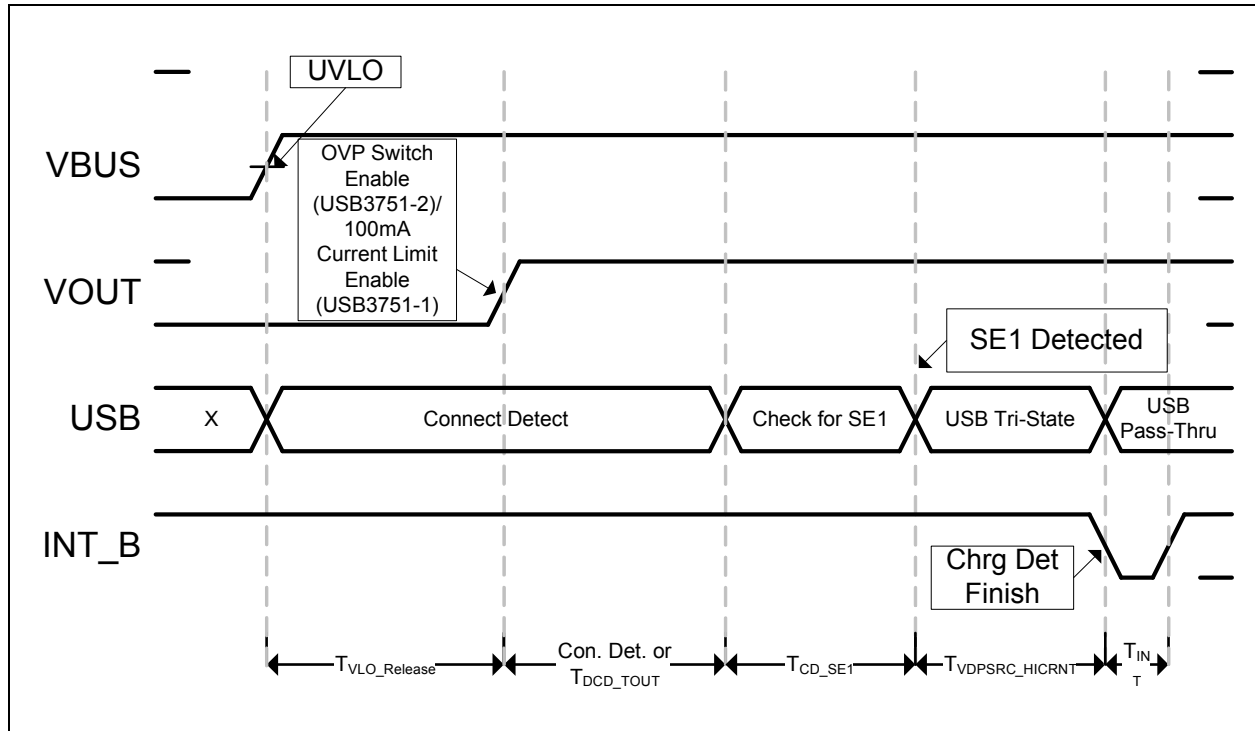 UVLO
VBUS
OVP Switch
Enable
(USB3751-2)/
100mA
Current Limit
Enable
(USB3751-1)
VOUT
SE1 Detected
USB
X
Connect Detect
Check for SE1
USB Tri-State
USB
Pass-Thru
INT_B
Chrg Det
Finish
TVLO_Release
Con. Det. or
TDCD_TOUT
TCD_SE1
TVDPSRC_HICRNT
TIN
T